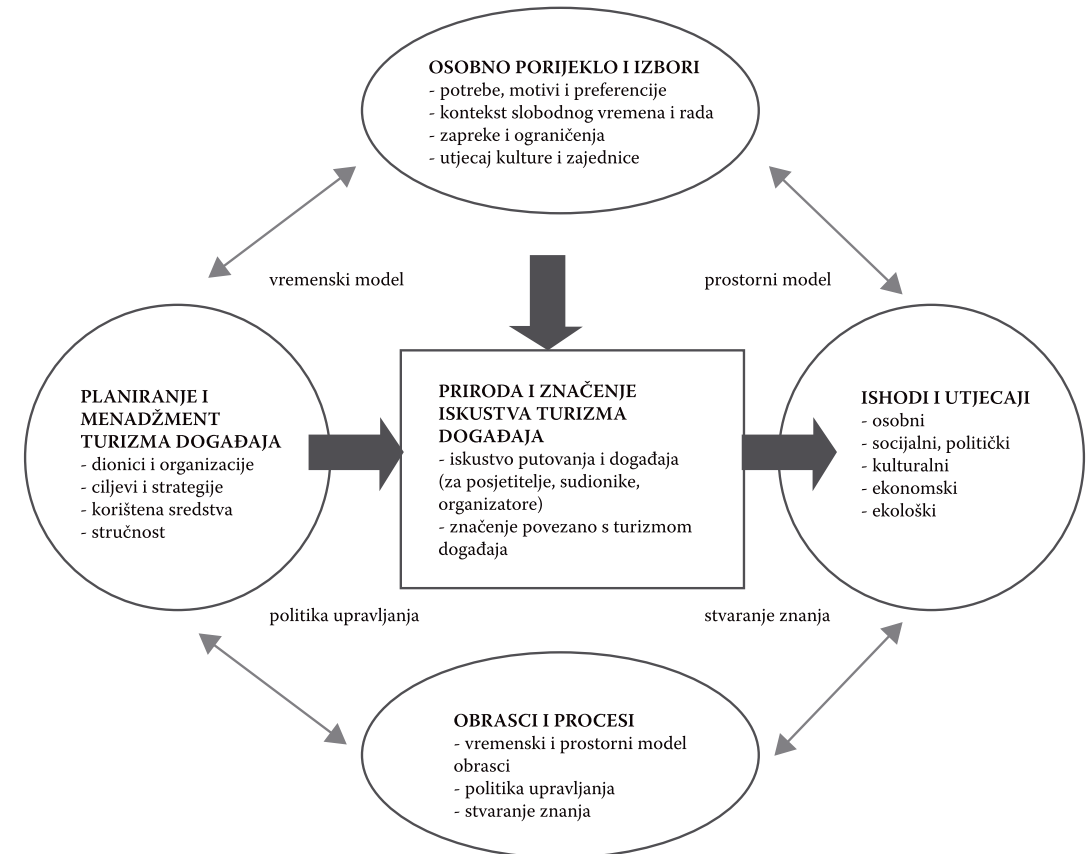 OSOBNO PORIJEKLO I IZBORI
- potrebe, motivi i preferencije
- kontekst slobodnog vremena i rada
- zapreke i ograničenja
- utjecaj kulture i zajednice
vremenski model
prostorni model
PLANIRANJE I
MENADŽMENT
TURIZMA DOGAĐAJA
- dionici i organizacije
- ciljevi i strategije
- korištena sredstva
- stručnost
PRIRODA I ZNAČENJE
ISKUSTVA TURIZMA
DOGAĐAJA
- iskustvo putovanja i događaja
(za posjetitelje, sudionike,
organizatore)
- značenje povezano s turizmom
događaja
ISHODI I UTJECAJI
- osobni
- socijalni, politički
- kulturalni
- ekonomski
- ekološki
politika upravljanja
stvaranje znanja
OBRASCI I PROCESI
- vremenski i prostorni model
obrasci
- politika upravljanja
- stvaranje znanja